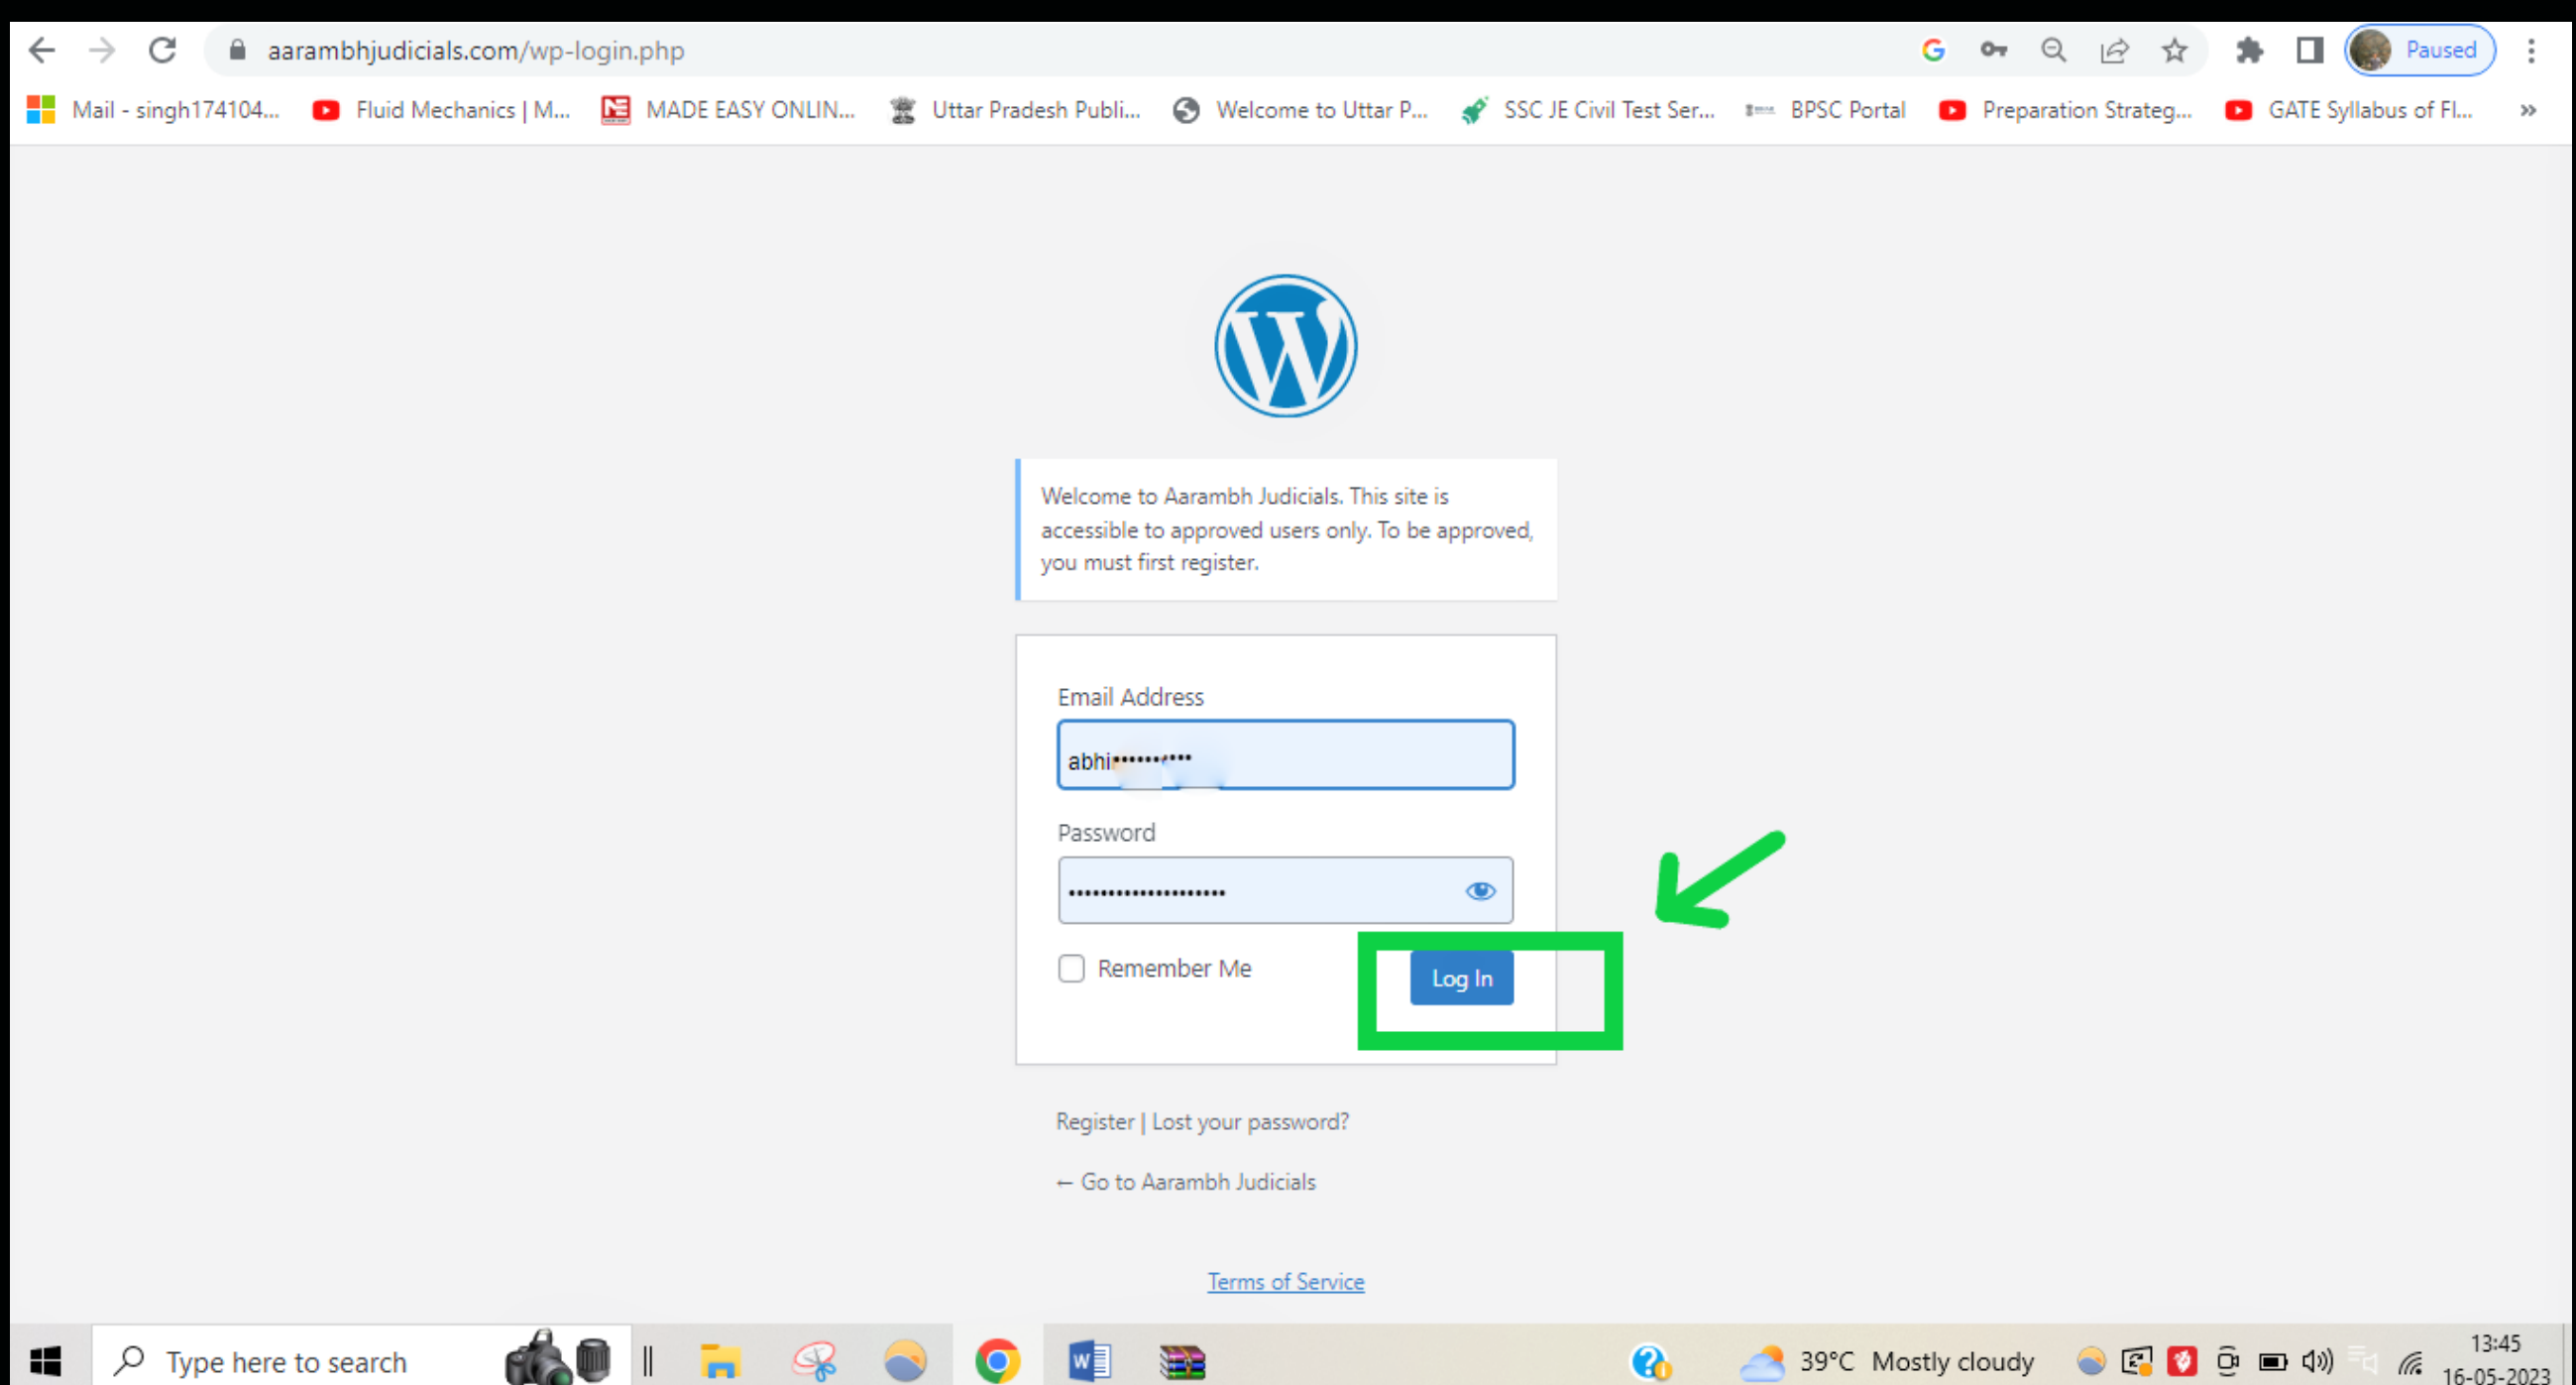 aarambhjudicials.com/wp-login.php
Paused
Mail - singh174104... Fluid Mechanics | M... MADE EASY ONLIN... Uttar Pradesh Publi... Welcome to Uttar P... SSC JE Civil Test Ser... BPSC Portal Preparation Strateg... GATE Syllabus of Fl... »
Welcome to Aarambh Judicials. This site is
accessible to approved users only. To be approved,
you must first register.
Email Address
abhi••••••••••
Password
••••••••••••••••••••
Remember Me
Log In
Register | Lost your password?
← Go to Aarambh Judicials
Terms of Service
Type here to search
39°C Mostly cloudy
13:45
16-05-2023